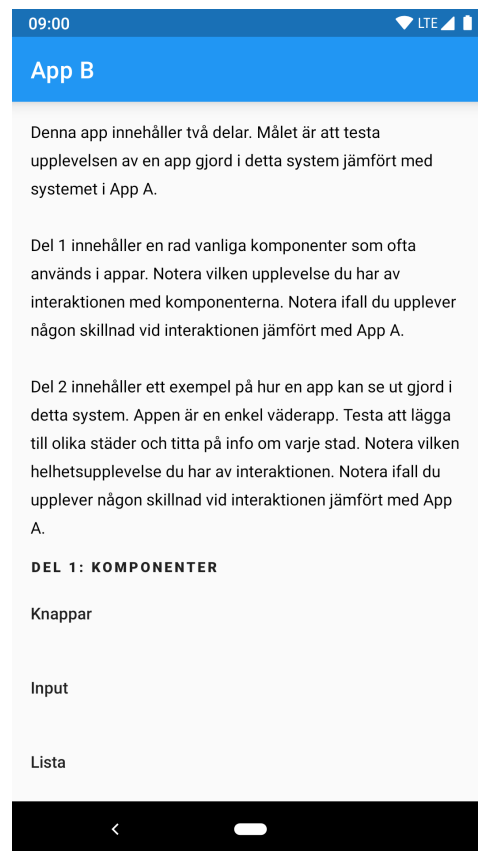 09:00 LTE
App B
Denna app innehåller två delar. Målet är att testa
upplevelsen av en app gjord i detta system jämfört med
systemet i App A.
Del 1 innehåller en rad vanliga komponenter som ofta
används i appar. Notera vilken upplevelse du har av
interaktionen med komponenterna. Notera ifall du upplever
någon skillnad vid interaktionen jämfört med App A.
Del 2 innehåller ett exempel på hur en app kan se ut gjord i
detta system. Appen är en enkel väderapp. Testa att lägga
till olika städer och titta på info om varje stad. Notera vilken
helhetsupplevelse du har av interaktionen. Notera ifall du
upplever någon skillnad vid interaktionen jämfört med App
A.
DEL 1: KOMPONENTER
Knappar
Input
Lista